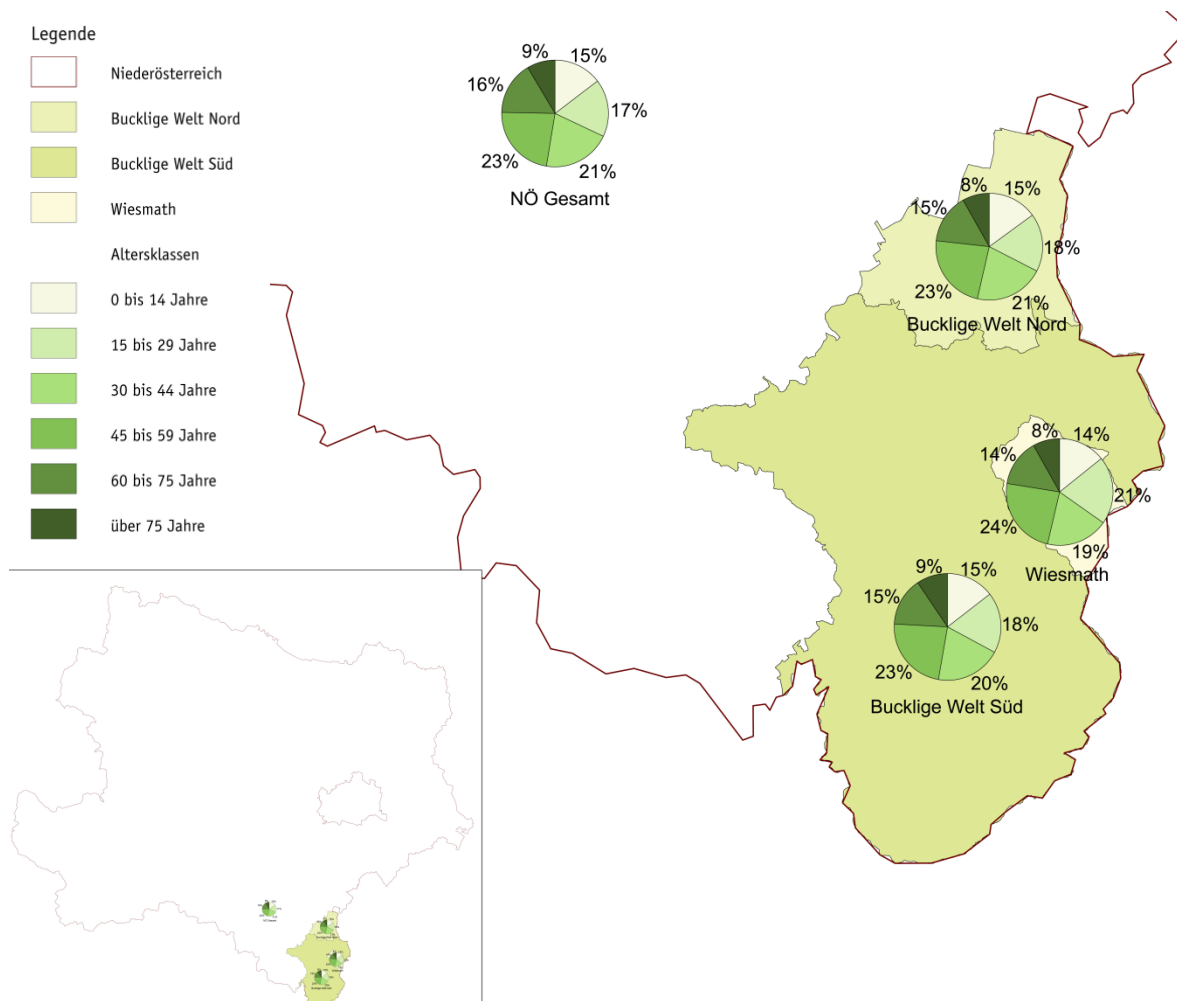 Legende
Niederösterreich
Bucklige Welt Nord
Bucklige Welt Süd
Wiesmath
Altersklassen
0 bis 14 Jahre
15 bis 29 Jahre
30 bis 44 Jahre
45 bis 59 Jahre
60 bis 75 Jahre
über 75 Jahre
9% 15%
16%
17%
23%
21%
NÖ Gesamt
8% 15%
15%
18%
23%
21%
Bucklige Welt Nord
8% 14%
14%
21%
24%
19%
Wiesmath
9% 15%
15%
18%
23%
20%
Bucklige Welt Süd